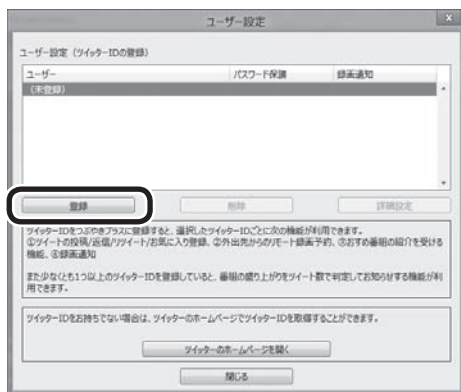 ユーザー設定
x
ユーザー設定（ツイッターIDの登録）
ユーザー パスワード保護 録画通知
（未登録）
登録 削除 詳細設定
ツイッターIDをつぶやきプラスに登録すると、選択したツイッターIDごとに次の機能が利用できます。
①ツイートの投稿/返信/リツイート/お気に入り登録、②外出先からのリモート録画予約、③おすすめ番組の紹介を受ける
機能、④録画通知
また少なくとも1つ以上のツイッターIDを登録していると、番組の盛り上がりをツイート数で判定してお知らせする機能が利
用できます。
ツイッターIDをお持ちでない場合は、ツイッターのホームページでツイッターIDを取得することができます。
ツイッターのホームページを開く
閉じる